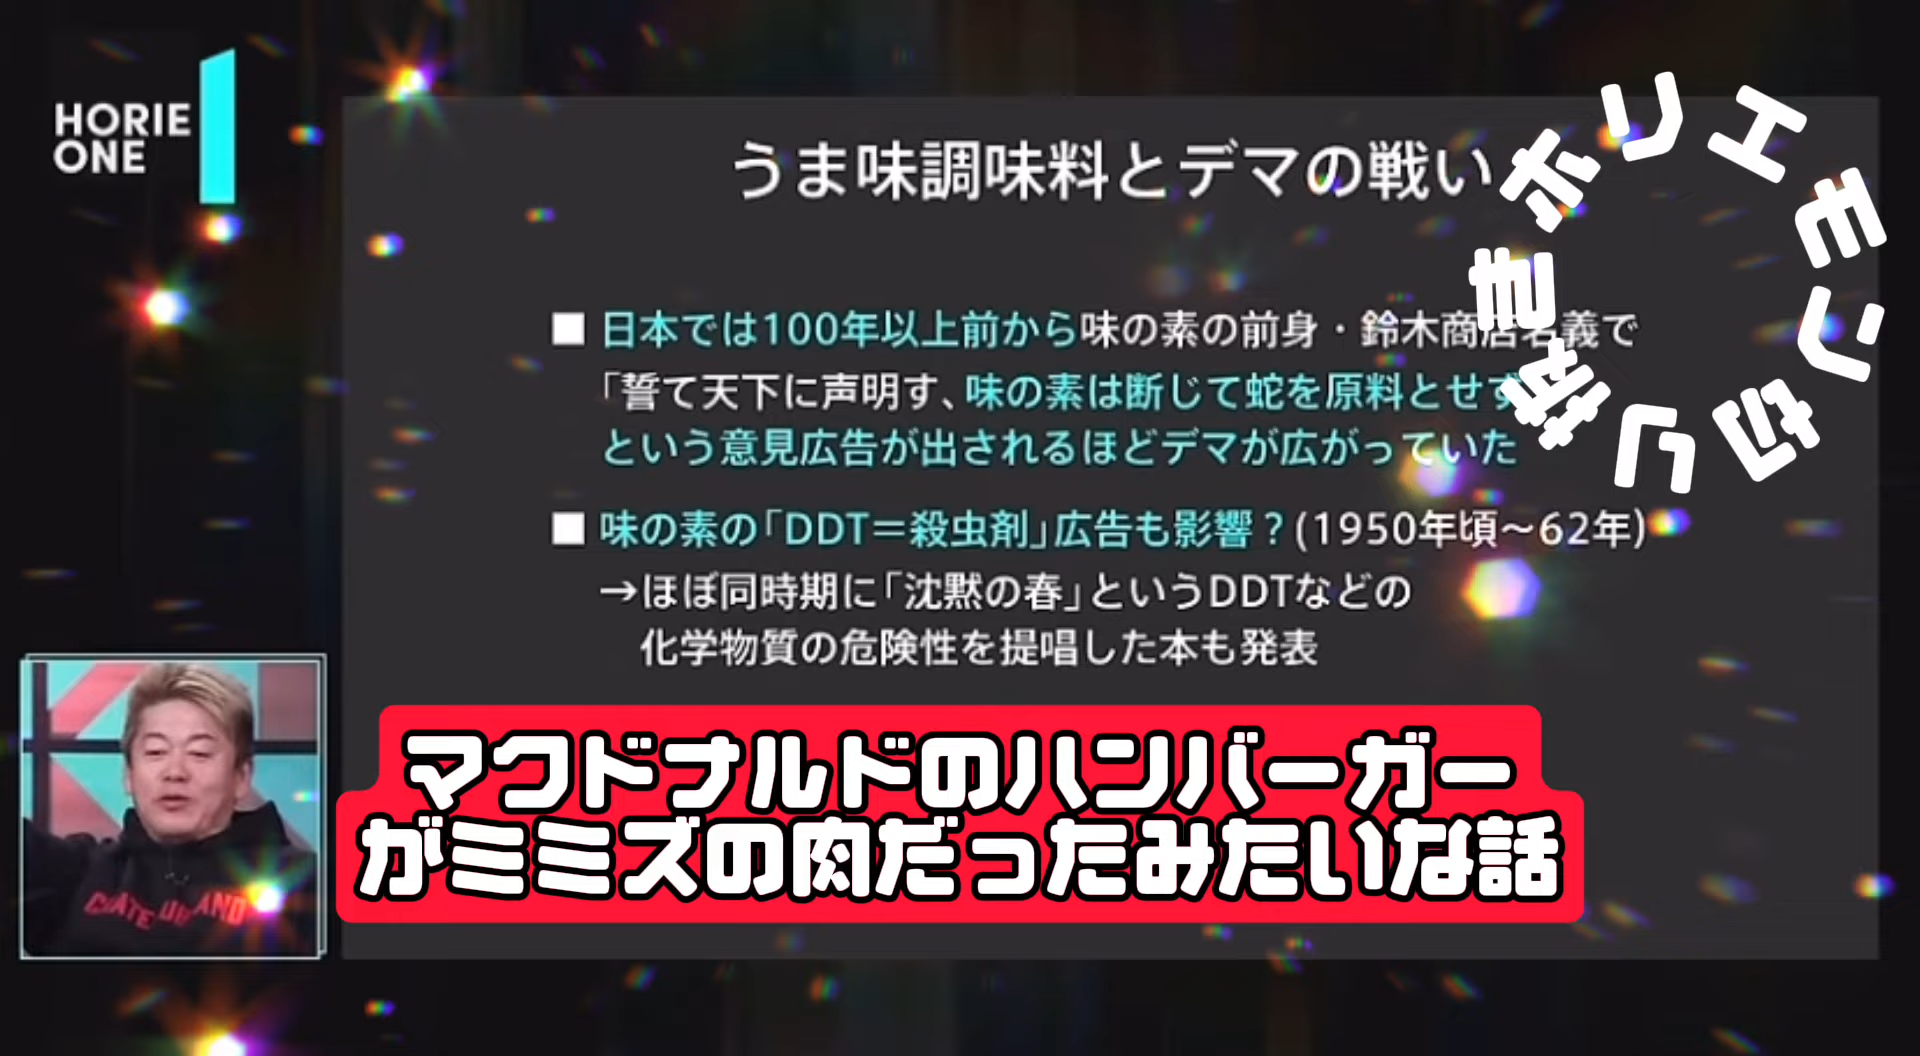 HORIE
ONE
1
うま味調味料とデマの戦い
ホリエモン切り抜き
■ 日本では100年以上前から味の素の前身・鈴木商店名義で
「誓て天下に声明す、味の素は断じて蛇を原料とせず
という意見広告が出されるほどデマが広がっていた
■ 味の素の「DDT=殺虫剤」広告も影響?(1950年頃~62年)
→ほぼ同時期に「沈黙の春」というDDTなどの
化学物質の危険性を提唱した本も発表
マクドナルドのハンバーガー
がミミズの肉だったみたいな話